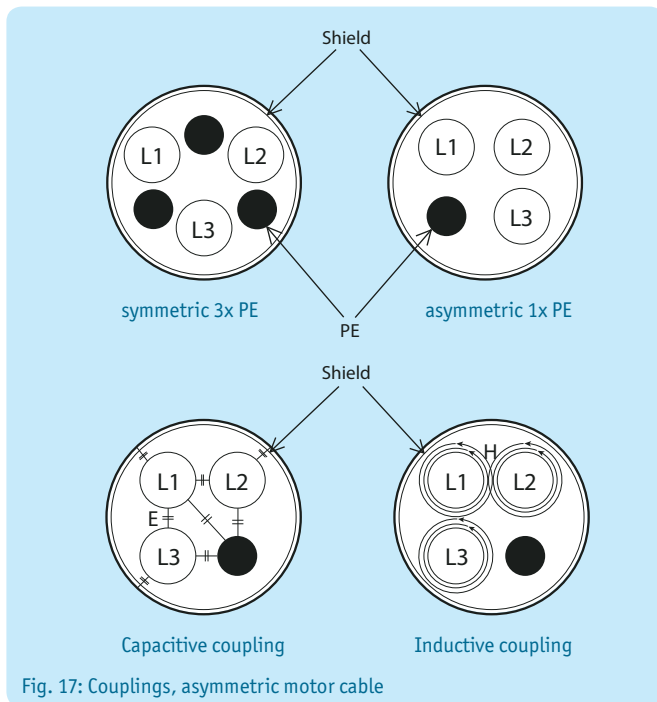 Shield
L1
L2
L3
L1
L2
L3
symmetric 3x PE
asymmetric 1x PE
PE
Shield
L1
L2
E
L3
H
L1
L2
L3
Capacitive coupling
Inductive coupling
Fig. 17: Couplings, asymmetric motor cable